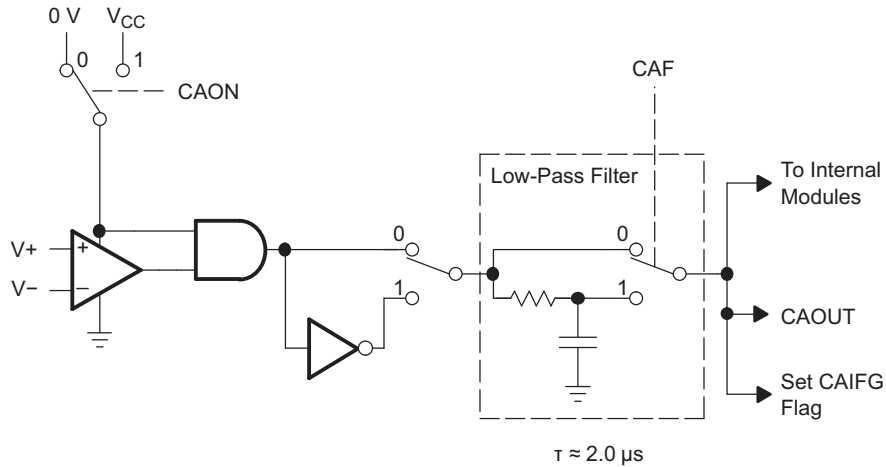 0 V
VCC
0
1
CAON
CAF
Low-Pass Filter
To Internal
Modules
V+
+
V−
−
0
1
0
1
CAOUT
Set CAIFG
Flag
τ ≈ 2.0 µs